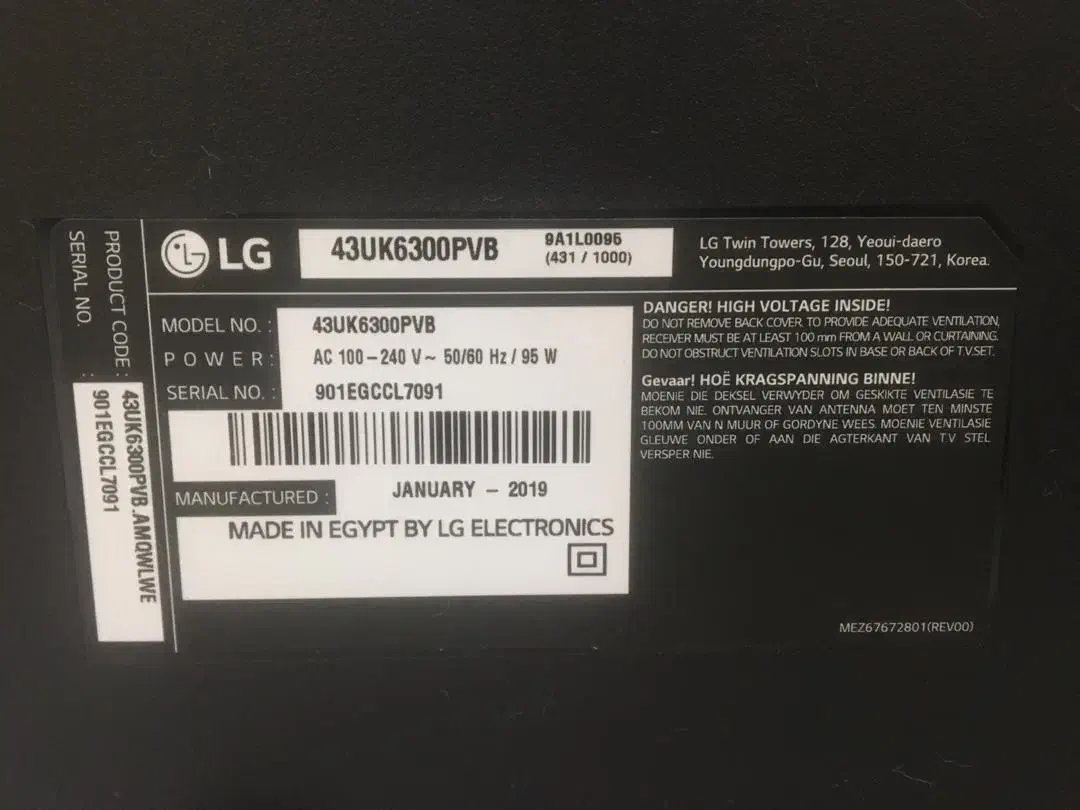 LG
43UK6300PVB
9A1L0095
(431 / 1000)
LG Twin Towers, 128, Yeoui-daero
Youngdungpo-Gu, Seoul, 150-721, Korea.
PRODUCT CODE : 43UK6300PVB.AMQWLWE
SERIAL NO. : 901EGCCL7091
MODEL NO. : 43UK6300PVB
POWER : AC 100-240 V~ 50/60 Hz / 95 W
SERIAL NO. : 901EGCCL7091
MANUFACTURED : JANUARY - 2019
MADE IN EGYPT BY LG ELECTRONICS
DANGER! HIGH VOLTAGE INSIDE!
DO NOT REMOVE BACK COVER. TO PROVIDE ADEQUATE VENTILATION,
RECEIVER MUST BE AT LEAST 100 mm FROM A WALL OR CURTAINING.
DO NOT OBSTRUCT VENTILATION SLOTS IN BASE OR BACK OF T.V.SET.
Gevaar! HOË KRAGSPANNING BINNE!
MOENIE DIE DEKSEL VERWYDER OM GESKIKTE VENTILASIE TE
BEKOM NIE. ONTVANGER VAN ANTENNA MOET TEN MINSTE
100MM VAN N MUUR OF GORDYNE WEES. MOENIE VENTILASIE
GLEUWE ONDER OF AAN DIE AGTERKANT VAN T.V STEL
VERSPER NIE.
MEZ67672801(REV00)